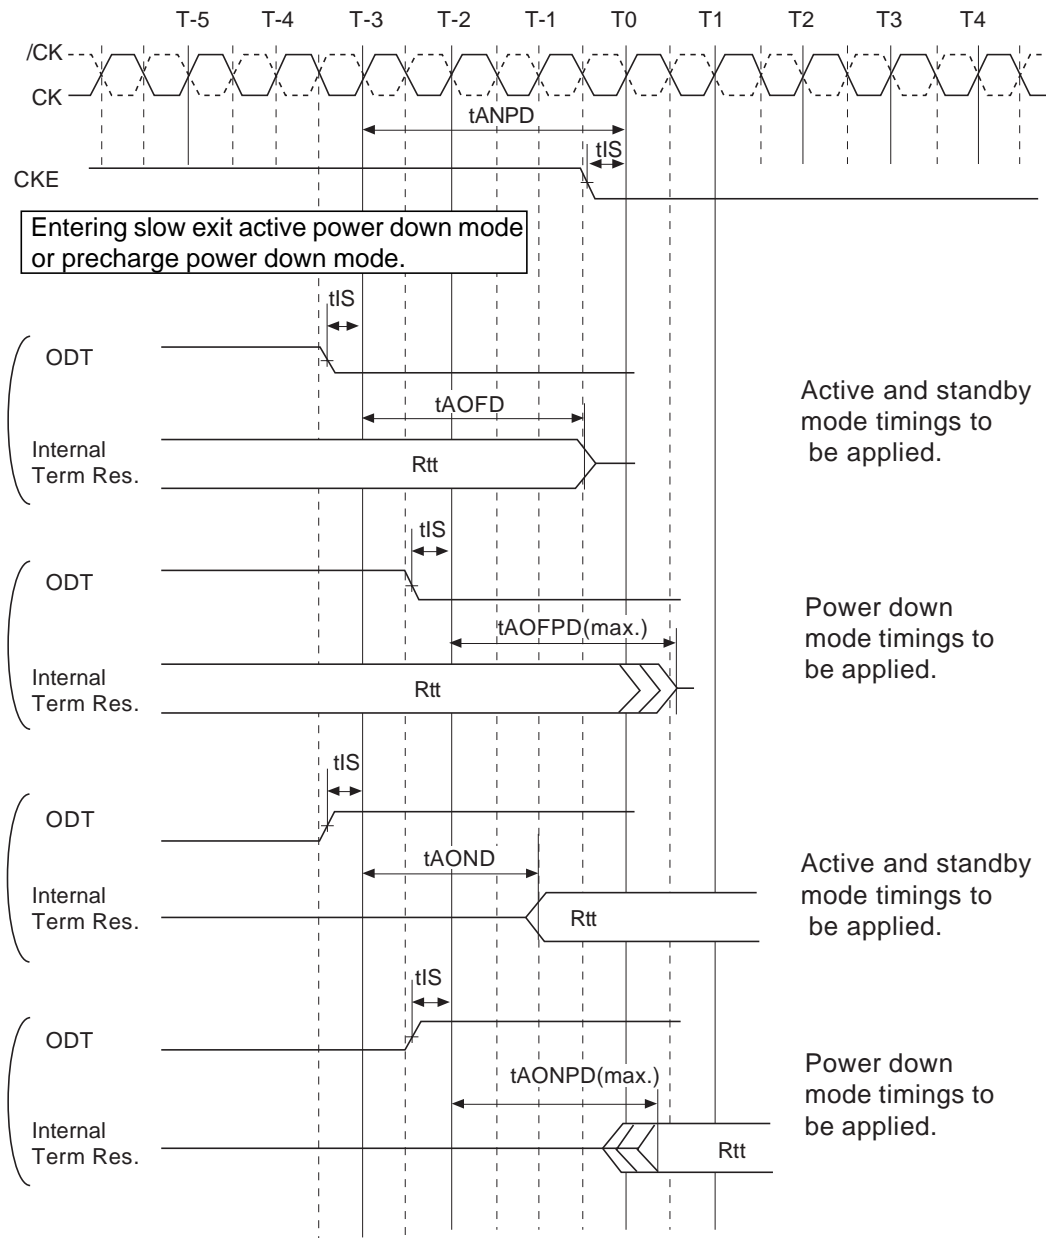 T-5 T-4 T-3 T-2 T-1 T0 T1 T2 T3 T4
/CK
CK
tANPD
tIS
CKE
Entering slow exit active power down mode
or precharge power down mode.
tIS
ODT
Active and standby
mode timings to
be applied.
tAOFD
Internal
Term Res.
Rtt
tIS
ODT
Power down
mode timings to
be applied.
tAOFPD(max.)
Internal
Term Res.
Rtt
tIS
ODT
Active and standby
mode timings to
be applied.
tAOND
Internal
Term Res.
Rtt
tIS
ODT
Power down
mode timings to
be applied.
tAONPD(max.)
Internal
Term Res.
Rtt